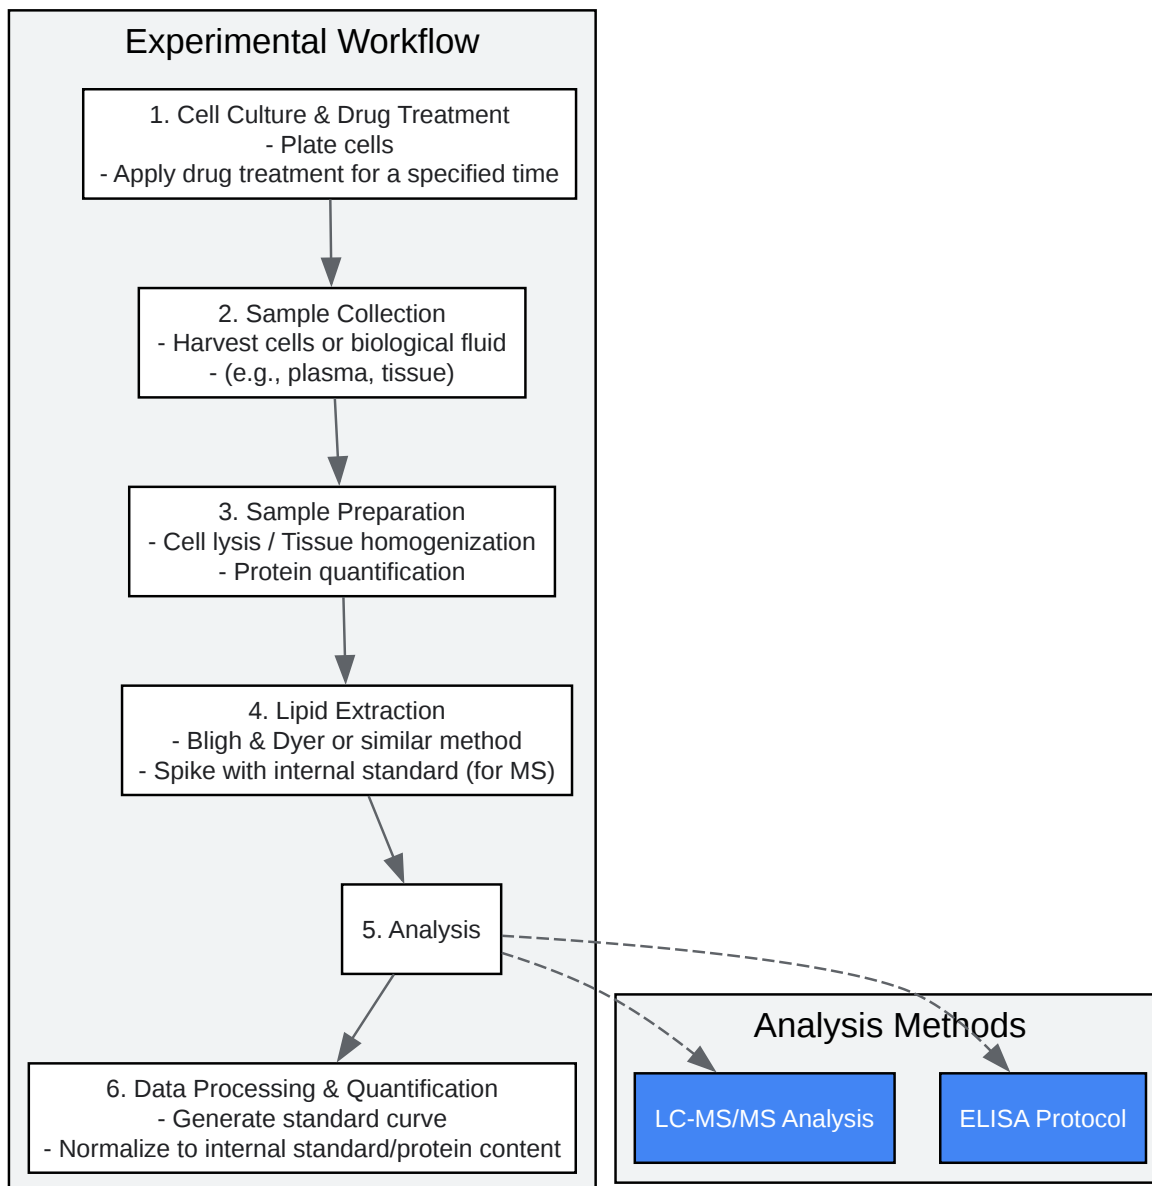 Experimental Workflow
1. Cell Culture & Drug Treatment
- Plate cells
- Apply drug treatment for a specified time
2. Sample Collection
- Harvest cells or biological fluid
- (e.g., plasma, tissue)
3. Sample Preparation
- Cell lysis / Tissue homogenization
- Protein quantification
4. Lipid Extraction
- Bligh & Dyer or similar method
- Spike with internal standard (for MS)
5. Analysis
6. Data Processing & Quantification
- Generate standard curve
- Normalize to internal standard/protein content
Analysis Methods
LC-MS/MS Analysis
ELISA Protocol